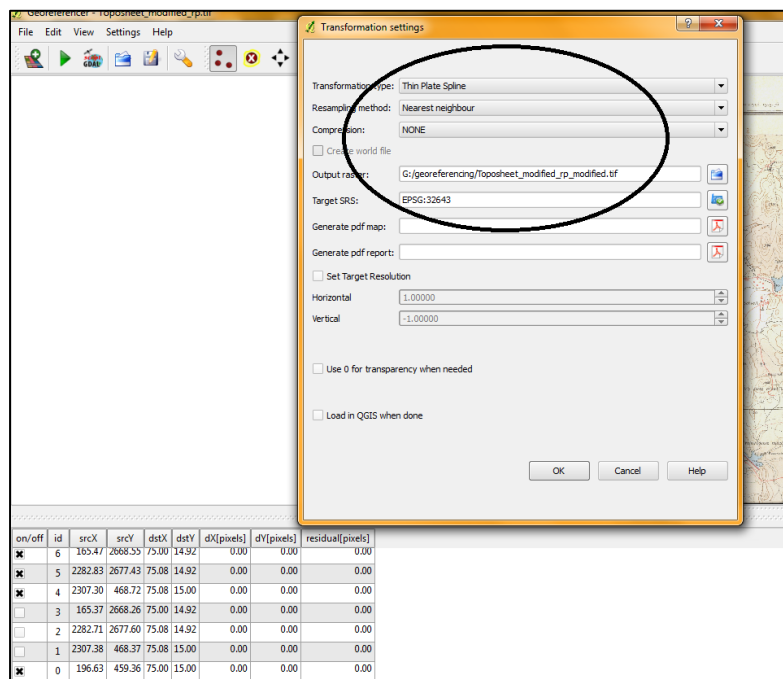 Georeferencer - Toposheet_modified_rp.tif
File Edit View Settings Help
GDAL
Transformation settings
Transformation type: Thin Plate Spline
Resampling method: Nearest neighbour
Compression: NONE
Create world file
Output raster: G:/georeferencing/Toposheet_modified_rp_modified.tif
Target SRS: EPSG:32643
Generate pdf map:
Generate pdf report:
Set Target Resolution
Horizontal 1.00000
Vertical -1.00000
Use 0 for transparency when needed
Load in QGIS when done
OK Cancel Help
on/off id srcX srcY dstX dstY dX[pixels] dY[pixels] residual[pixels]
6 165.47 2668.55 75.00 14.92 0.00 0.00 0.00
5 2282.83 2677.43 75.08 14.92 0.00 0.00 0.00
4 2307.30 468.72 75.08 15.00 0.00 0.00 0.00
3 165.37 2668.26 75.00 14.92 0.00 0.00 0.00
2 2282.71 2677.60 75.08 14.92 0.00 0.00 0.00
1 2307.38 468.37 75.08 15.00 0.00 0.00 0.00
0 196.63 459.36 75.00 15.00 0.00 0.00 0.00